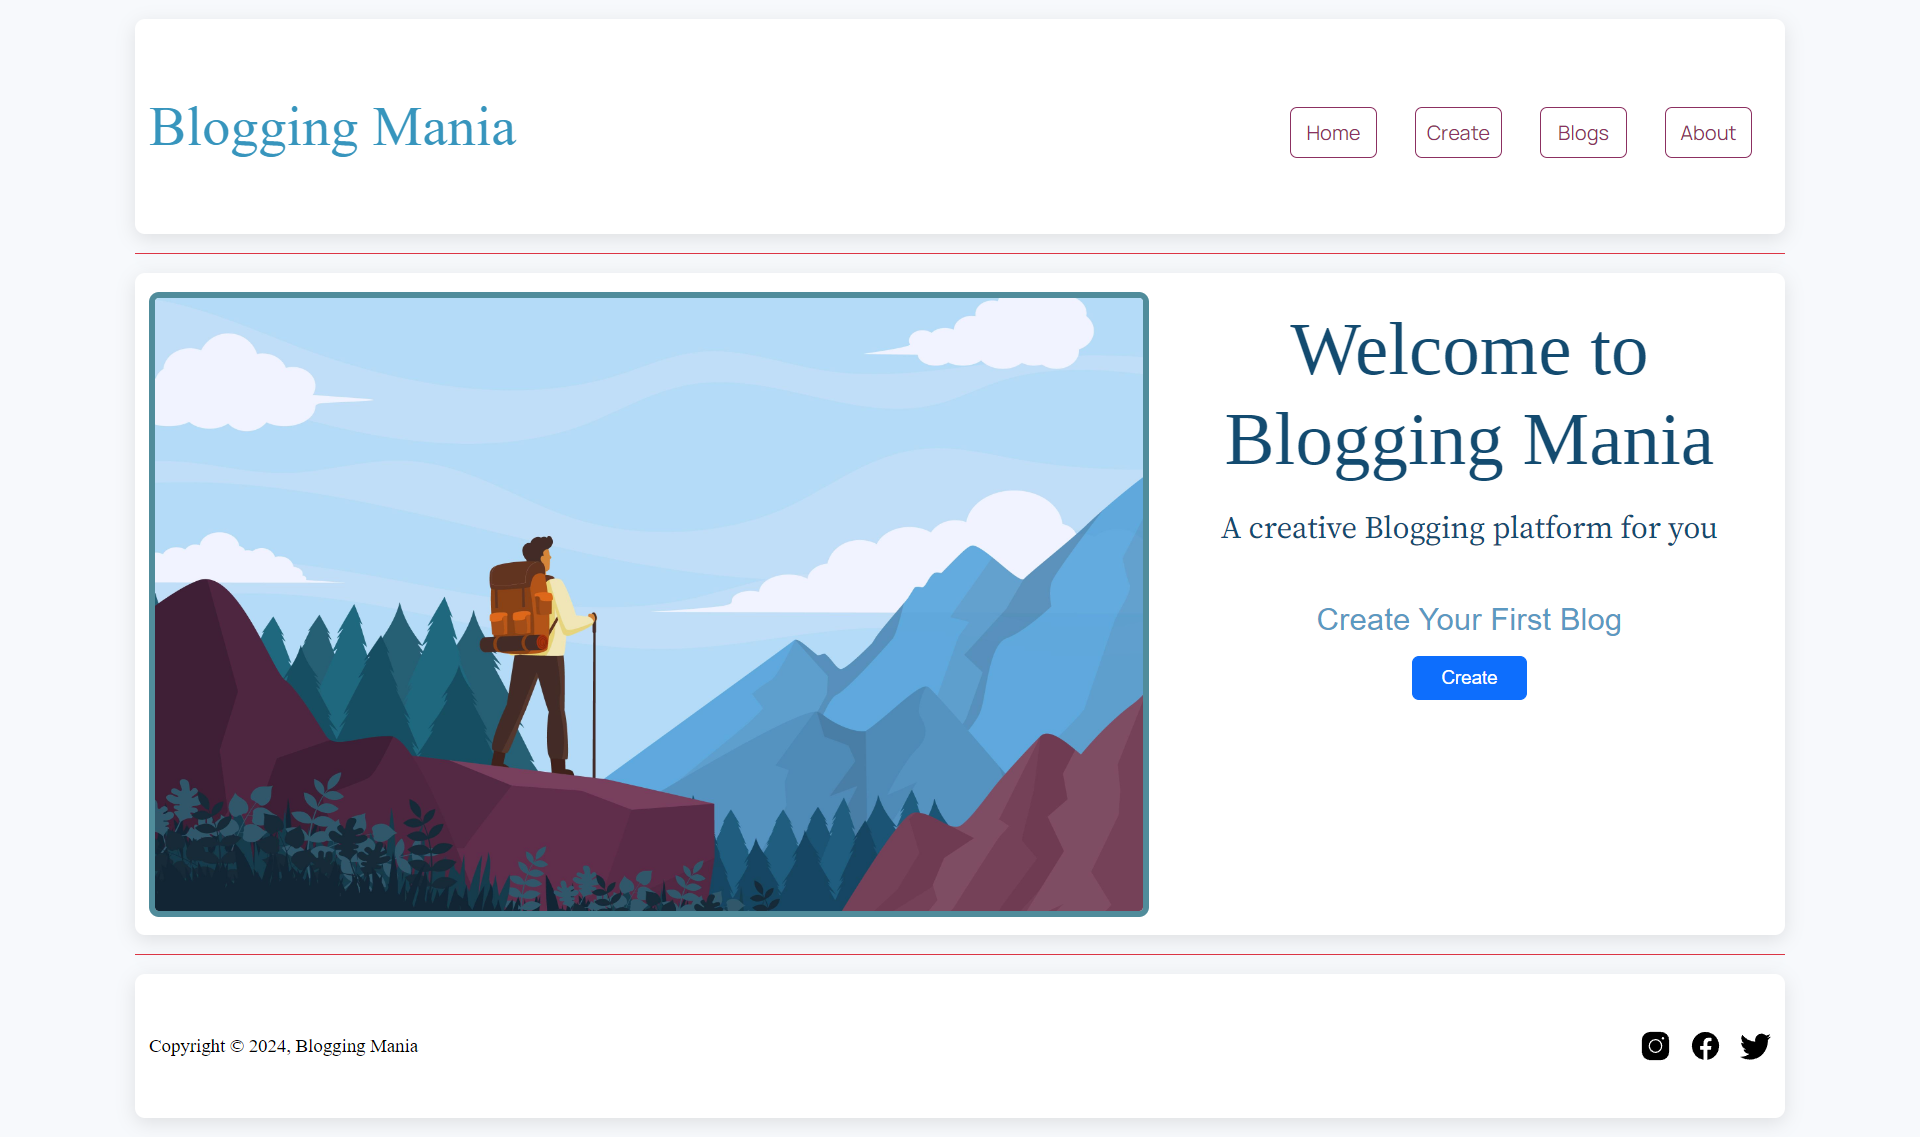 Blogging Mania
Home
Create
Blogs
About
Welcome to
Blogging Mania
A creative Blogging platform for you
Create Your First Blog
Create
Copyright © 2024, Blogging Mania